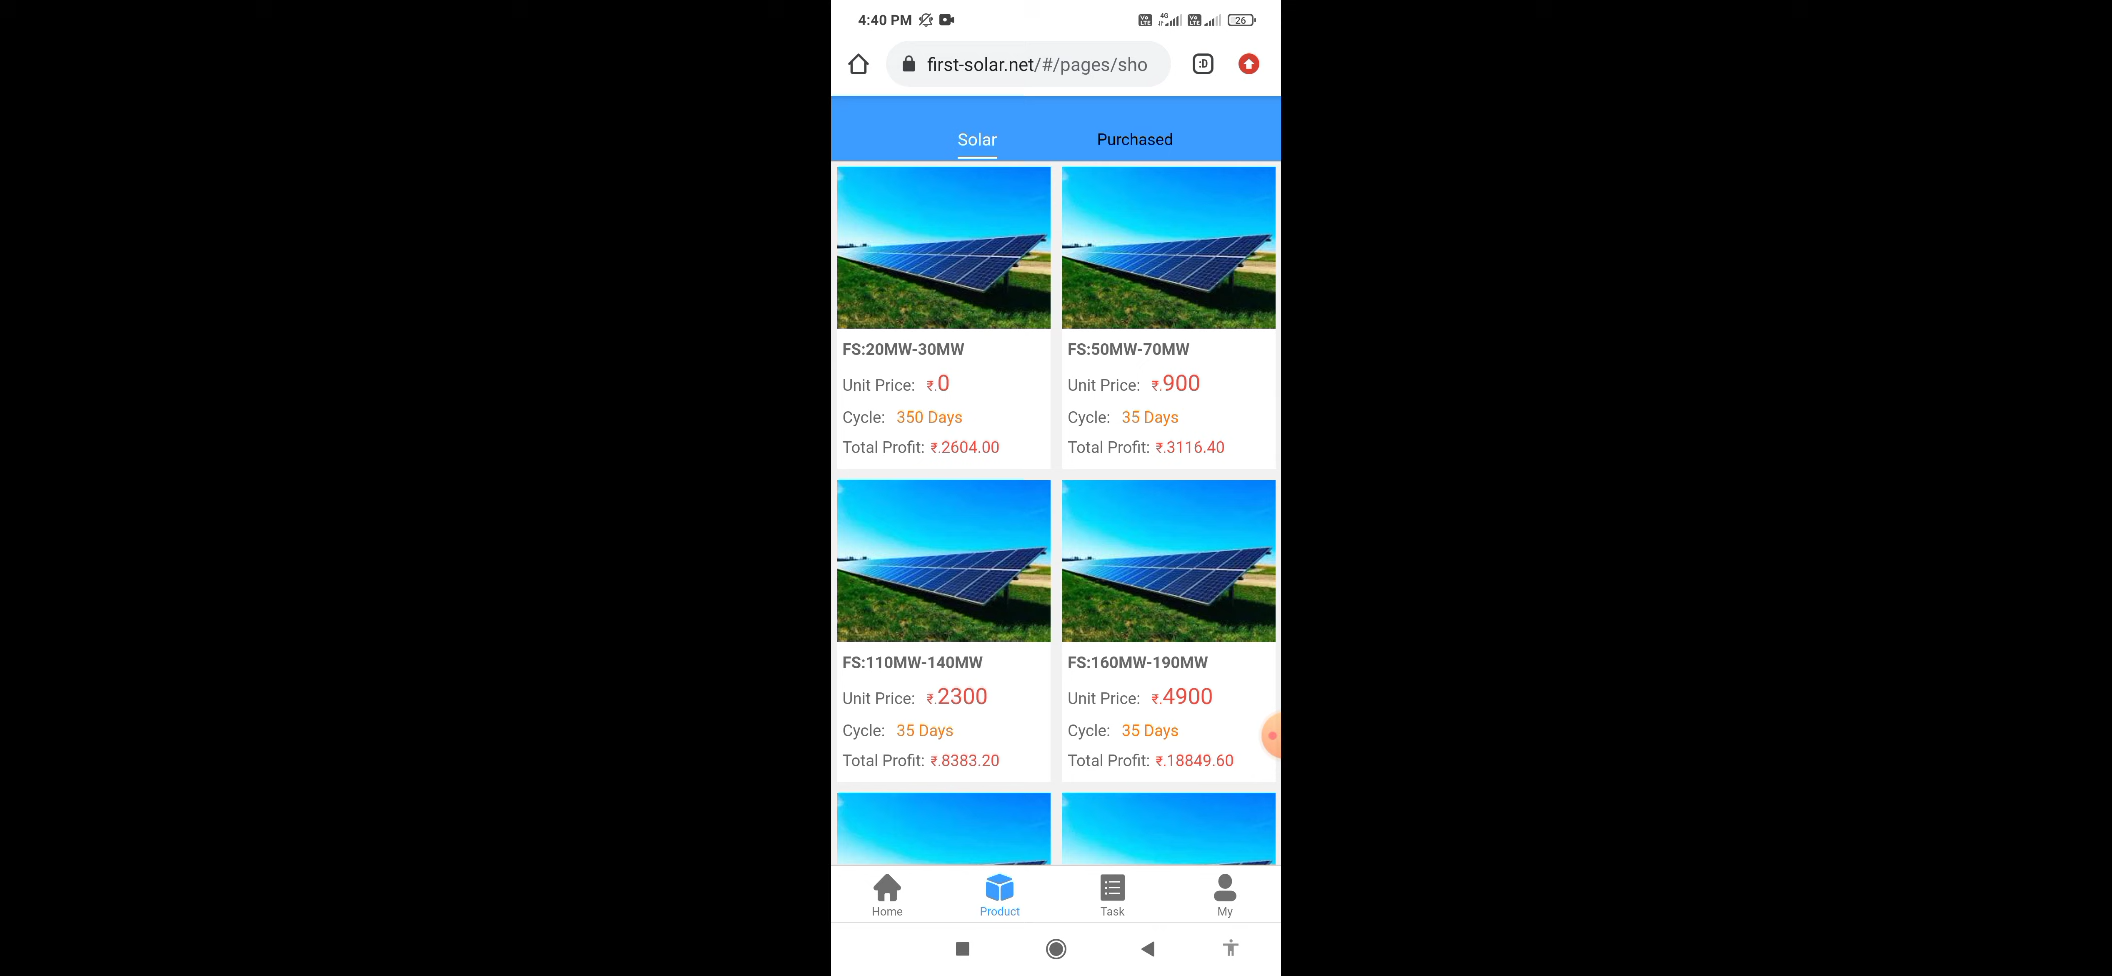 4:40 PM
4G
26
first-solar.net/#/pages/sho
:D
Solar Purchased
FS:20MW-30MW
Unit Price: ₹.0
Cycle: 350 Days
Total Profit: ₹.2604.00
FS:50MW-70MW
Unit Price: ₹.900
Cycle: 35 Days
Total Profit: ₹.3116.40
FS:110MW-140MW
Unit Price: ₹.2300
Cycle: 35 Days
Total Profit: ₹.8383.20
FS:160MW-190MW
Unit Price: ₹.4900
Cycle: 35 Days
Total Profit: ₹.18849.60
Home Product Task My